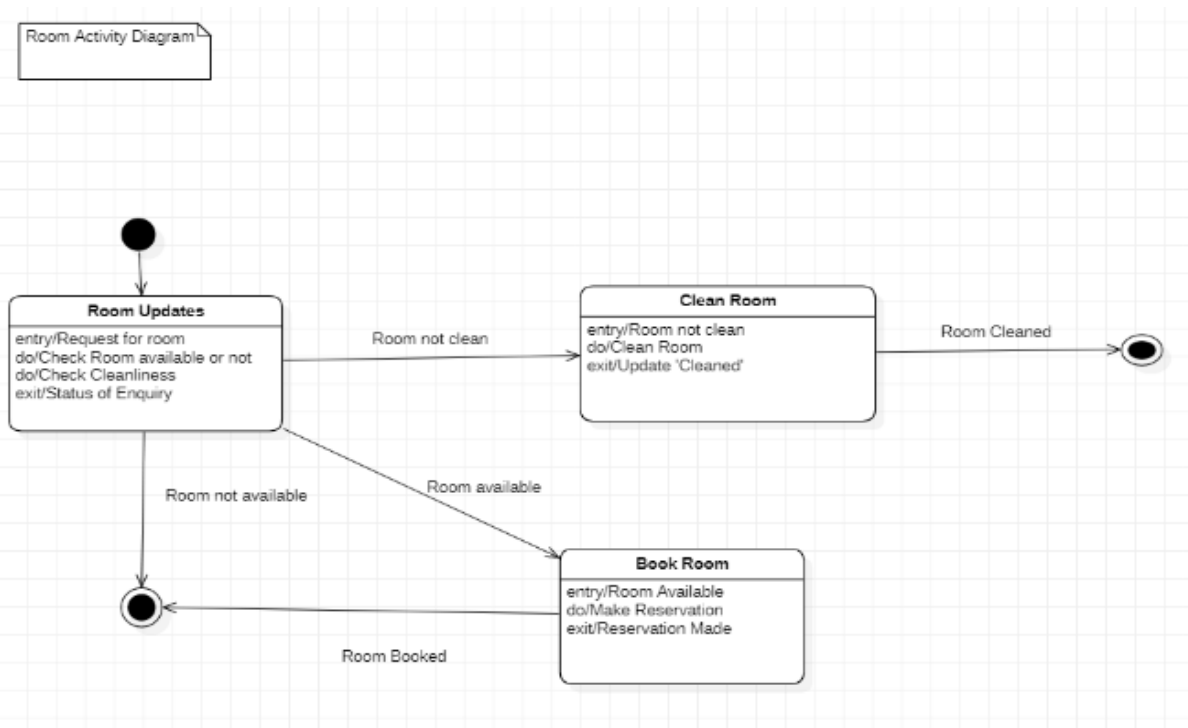 Room Activity Diagram
Room Updates
entry/Request for room
do/Check Room available or not
do/Check Cleanliness
exit/Status of Enquiry
Room not clean
Clean Room
entry/Room not clean
do/Clean Room
exit/Update 'Cleaned'
Room Cleaned
Room not available
Room available
Book Room
entry/Room Available
do/Make Reservation
exit/Reservation Made
Room Booked